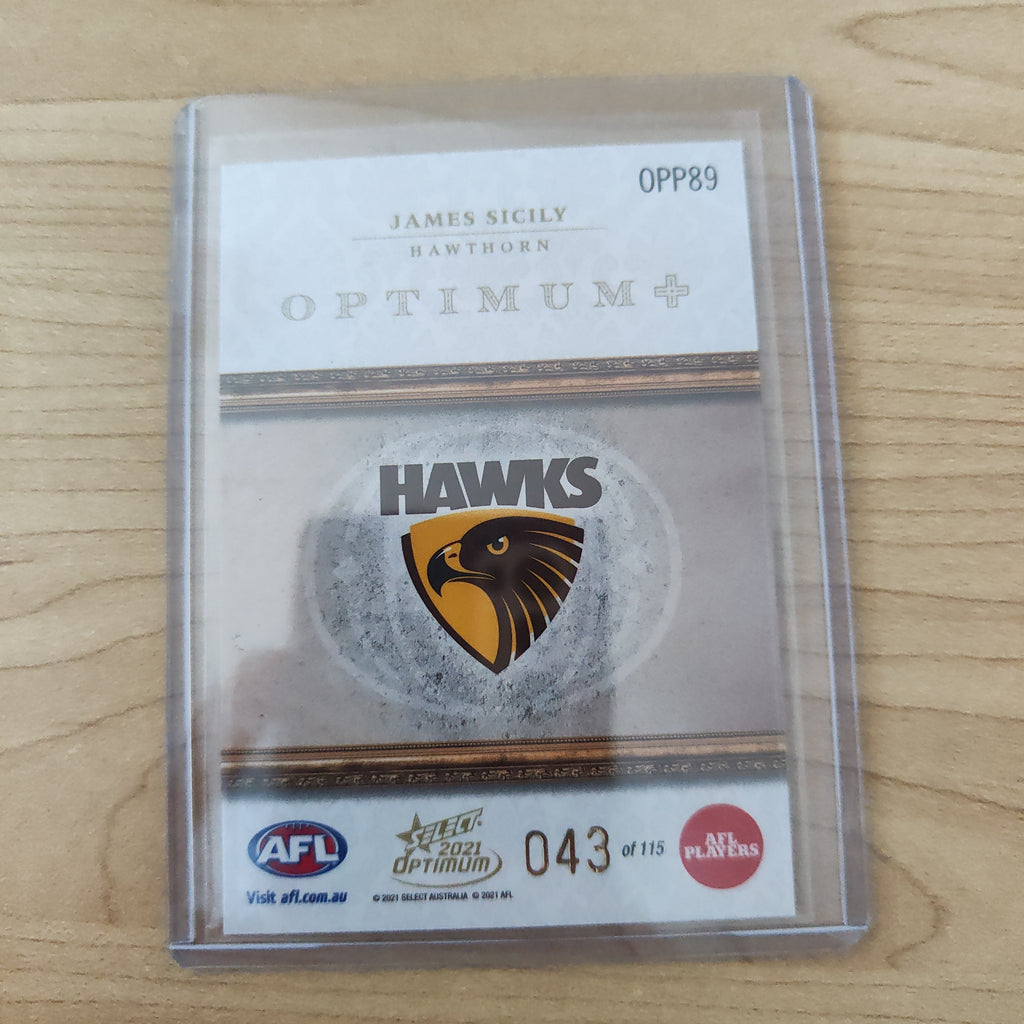 OPP89
JAMES SICILY
HAWTHORN
OPTIMUM+
HAWKS
AFL
Visit afl.com.au
SELECT
2021
OPTIMUM
© 2021 SELECT AUSTRALIA © 2021 AFL
043 of 115
AFL
PLAYERS